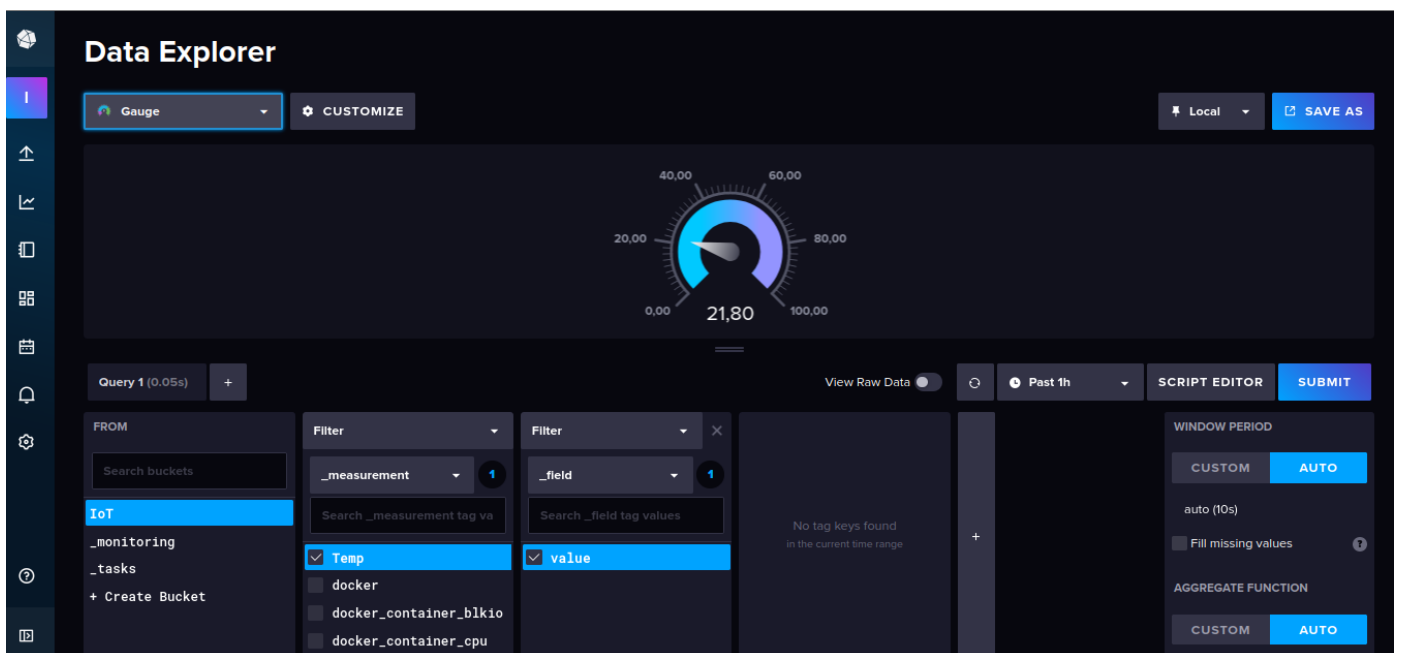 Data Explorer
I
Gauge
CUSTOMIZE
Local
SAVE AS
40,00
60,00
20,00
80,00
0,00
21,80
100,00
Query 1 (0.05s)
+
View Raw Data
Past 1h
SCRIPT EDITOR
SUBMIT
FROM
Search buckets
IoT
_monitoring
_tasks
+ Create Bucket
Filter
_measurement
1
Search _measurement tag va
Temp
docker
docker_container_blkio
docker_container_cpu
Filter
_field
1
Search _field tag values
value
No tag keys found
in the current time range
+
WINDOW PERIOD
CUSTOM
AUTO
auto (10s)
Fill missing values
?
AGGREGATE FUNCTION
CUSTOM
AUTO